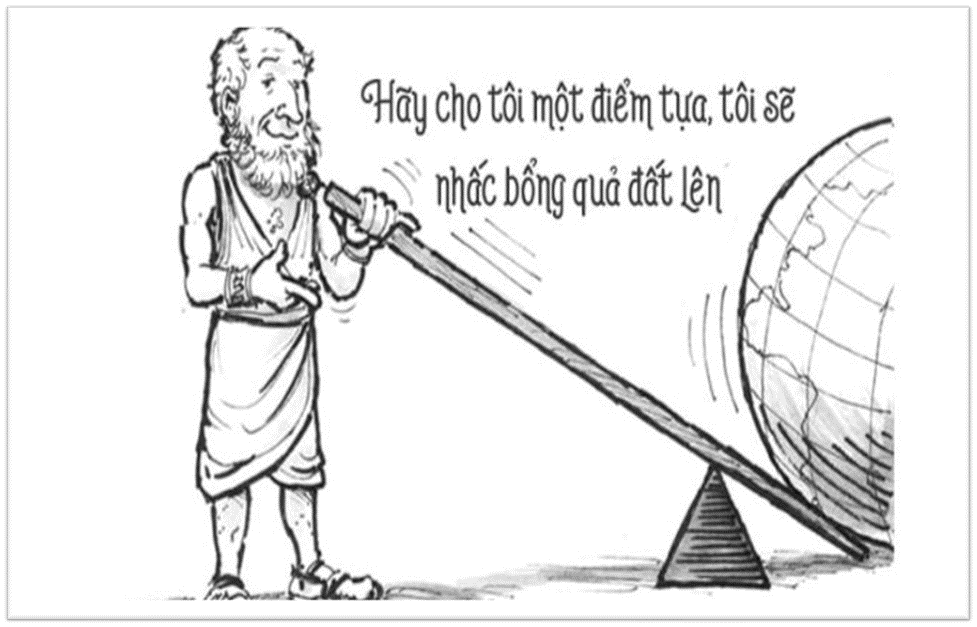 Hãy cho tôi một điểm tựa, tôi sẽ
nhấc bổng quả đất lên